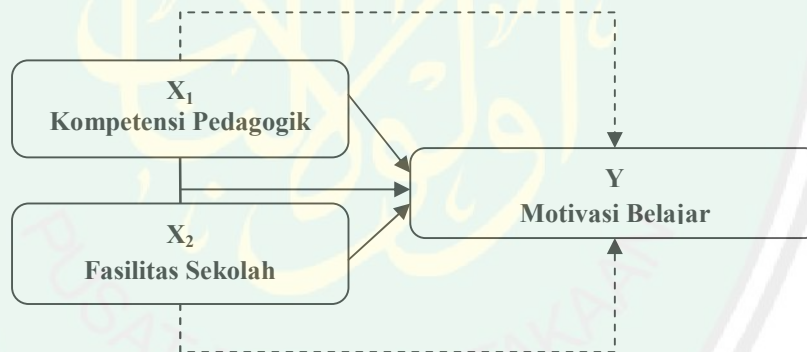 X₁
Kompetensi Pedagogik
Y
Motivasi Belajar
X₂
Fasilitas Sekolah